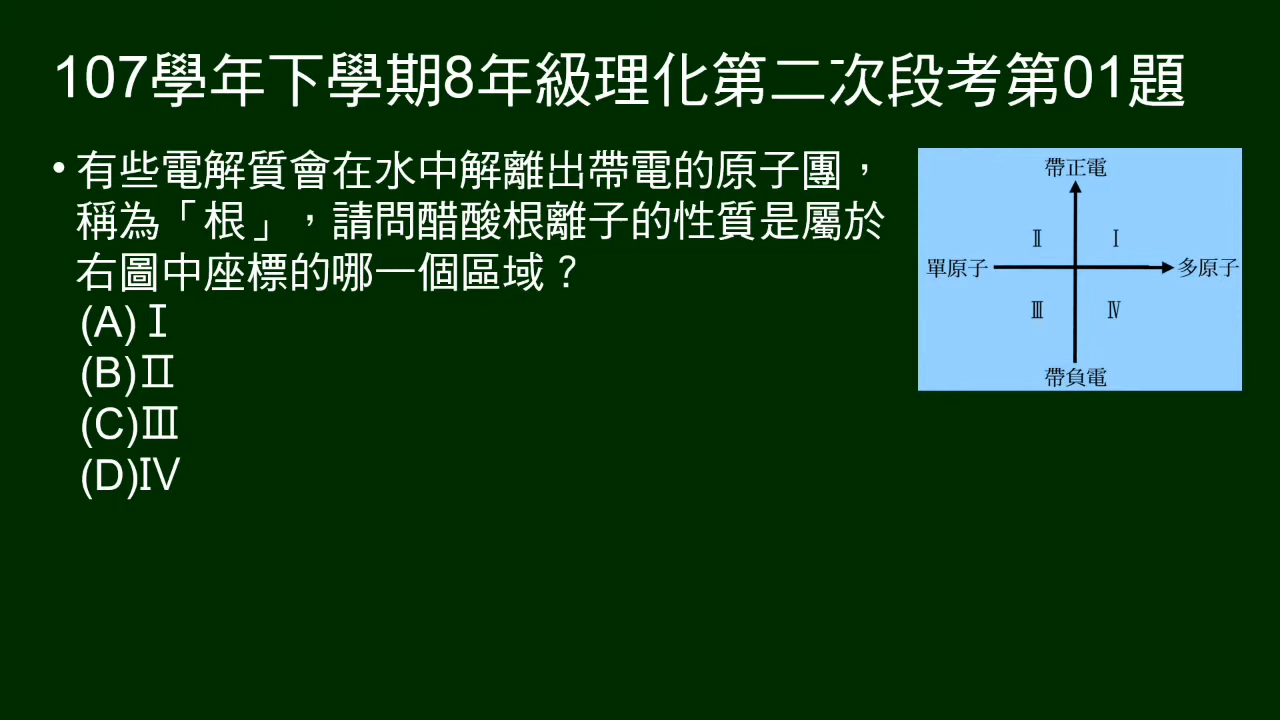 107學年下學期8年級理化第二次段考第01題
• 有些電解質會在水中解離出帶電的原子團，
稱為「根」，請問醋酸根離子的性質是屬於
右圖中座標的哪一個區域？
(A)Ⅰ
(B)Ⅱ
(C)Ⅲ
(D)Ⅳ
帶正電
Ⅱ Ⅰ
單原子 多原子
Ⅲ Ⅳ
帶負電